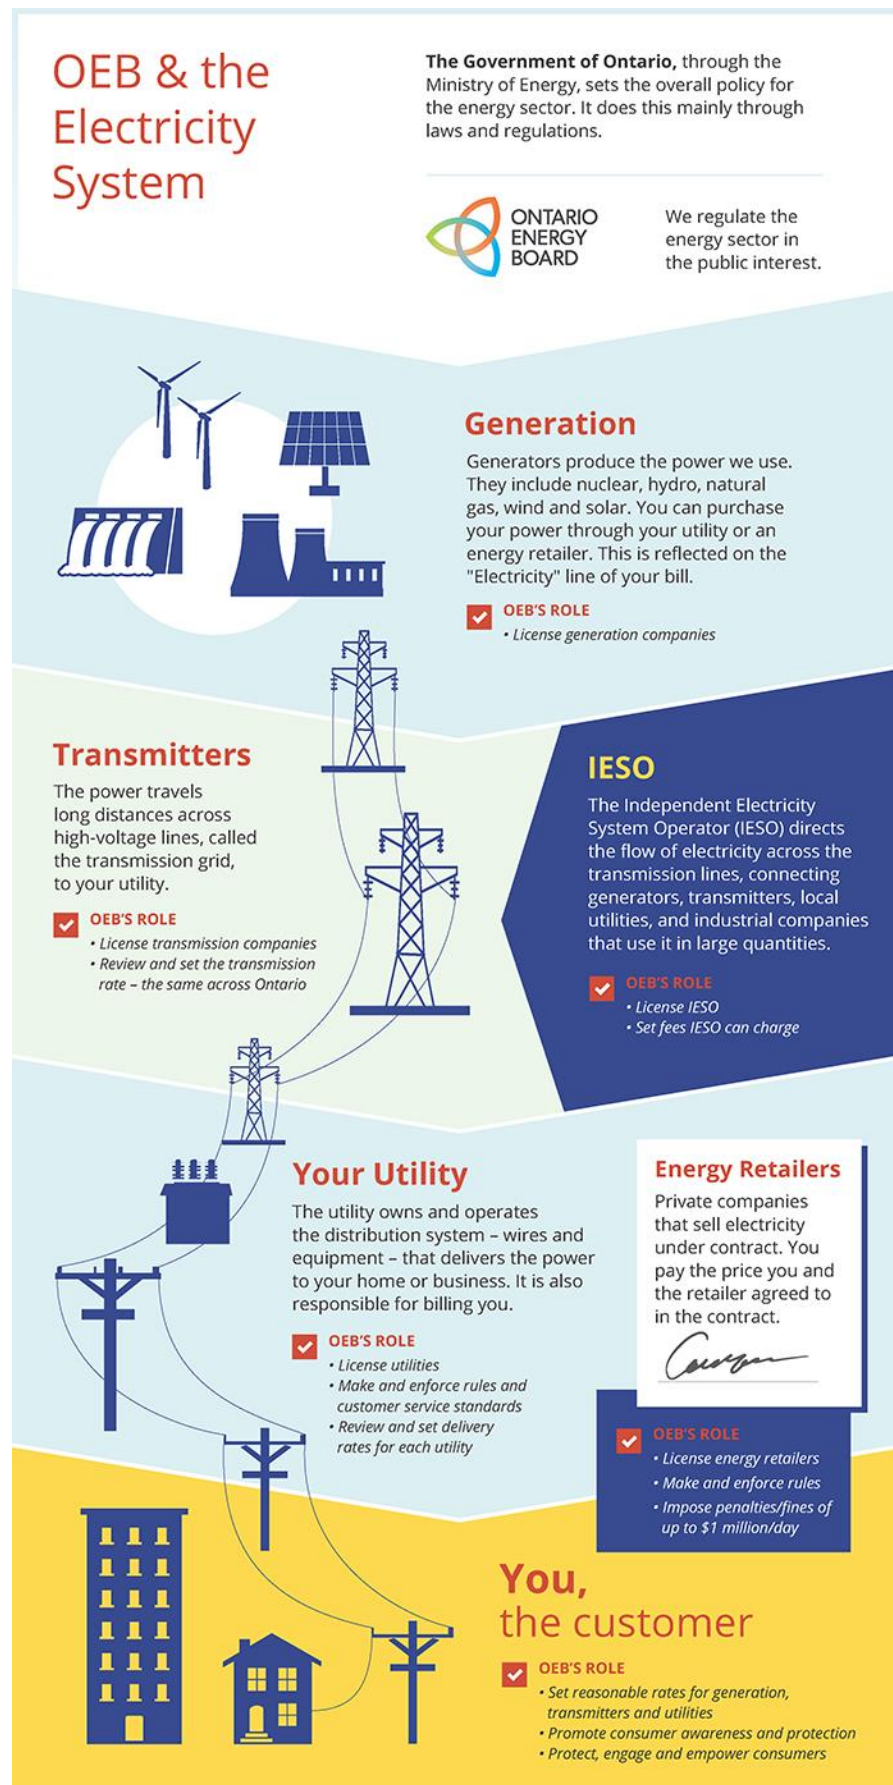 OEB & the
Electricity
System
The Government of Ontario, through the
Ministry of Energy, sets the overall policy for
the energy sector. It does this mainly through
laws and regulations.
ONTARIO
ENERGY
BOARD
We regulate the
energy sector in
the public interest.
Generation
Generators produce the power we use.
They include nuclear, hydro, natural
gas, wind and solar. You can purchase
your power through your utility or an
energy retailer. This is reflected on the
"Electricity" line of your bill.
OEB'S ROLE
• License generation companies
Transmitters
The power travels
long distances across
high-voltage lines, called
the transmission grid,
to your utility.
OEB'S ROLE
• License transmission companies
• Review and set the transmission
rate – the same across Ontario
IESO
The Independent Electricity
System Operator (IESO) directs
the flow of electricity across the
transmission lines, connecting
generators, transmitters, local
utilities, and industrial companies
that use it in large quantities.
OEB'S ROLE
• License IESO
• Set fees IESO can charge
Your Utility
The utility owns and operates
the distribution system – wires and
equipment – that delivers the power
to your home or business. It is also
responsible for billing you.
OEB'S ROLE
• License utilities
• Make and enforce rules and
customer service standards
• Review and set delivery
rates for each utility
Energy Retailers
Private companies
that sell electricity
under contract. You
pay the price you and
the retailer agreed to
in the contract.
OEB'S ROLE
• License energy retailers
• Make and enforce rules
• Impose penalties/fines of
up to $1 million/day
You,
the customer
OEB'S ROLE
• Set reasonable rates for generation,
transmitters and utilities
• Promote consumer awareness and protection
• Protect, engage and empower consumers